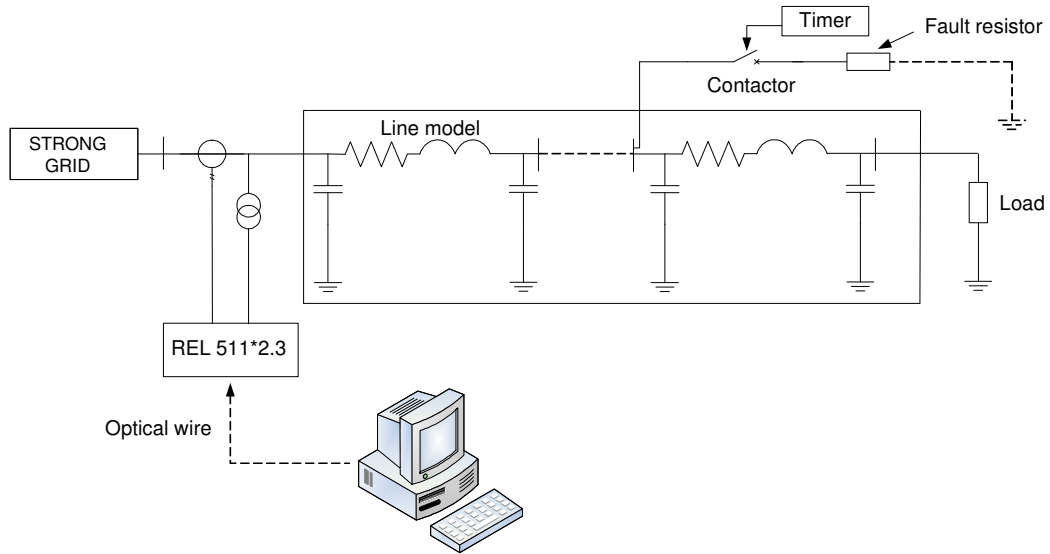 Timer
Fault resistor
Contactor
Line model
STRONG
GRID
Load
REL 511*2.3
Optical wire